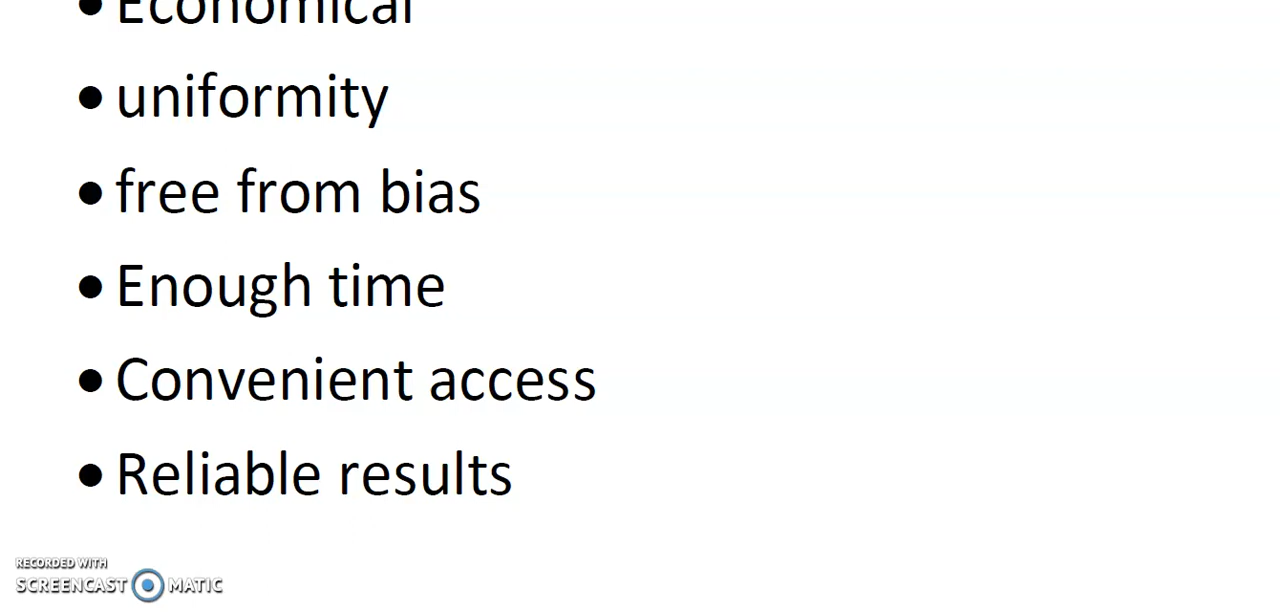 • Economical
• uniformity
• free from bias
• Enough time
• Convenient access
• Reliable results
RECORDED WITH
SCREENCAST MATIC